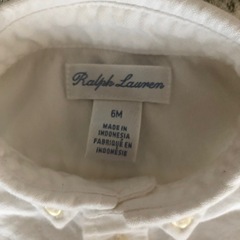 Ralph Lauren
6M
MADE IN
INDONESIA
FABRIQUÉ EN
INDONÉSIE